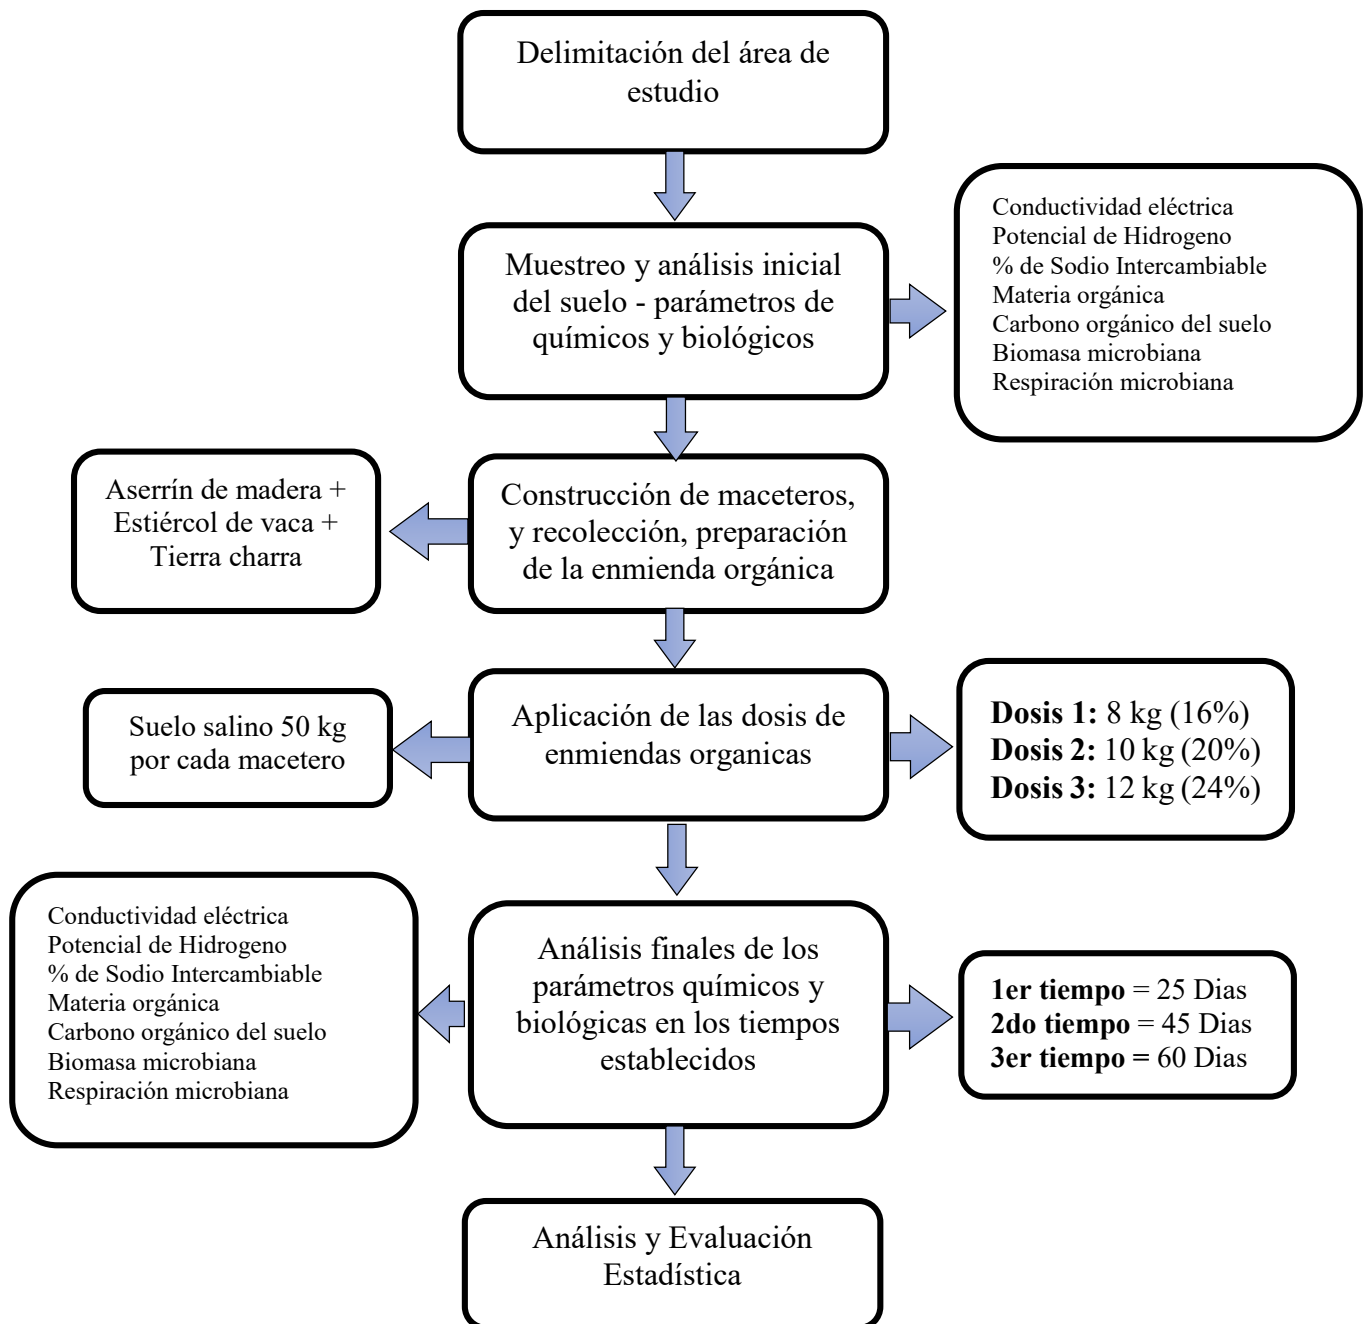 Delimitación del área de
estudio
Muestreo y análisis inicial
del suelo - parámetros de
químicos y biológicos
Conductividad eléctrica
Potencial de Hidrogeno
% de Sodio Intercambiable
Materia orgánica
Carbono orgánico del suelo
Biomasa microbiana
Respiración microbiana
Construcción de maceteros,
y recolección, preparación
de la enmienda orgánica
Aserrín de madera +
Estiércol de vaca +
Tierra charra
Aplicación de las dosis de
enmiendas organicas
Suelo salino 50 kg
por cada macetero
Dosis 1: 8 kg (16%)
Dosis 2: 10 kg (20%)
Dosis 3: 12 kg (24%)
Análisis finales de los
parámetros químicos y
biológicas en los tiempos
establecidos
Conductividad eléctrica
Potencial de Hidrogeno
% de Sodio Intercambiable
Materia orgánica
Carbono orgánico del suelo
Biomasa microbiana
Respiración microbiana
1er tiempo = 25 Dias
2do tiempo = 45 Dias
3er tiempo = 60 Dias
Análisis y Evaluación
Estadística